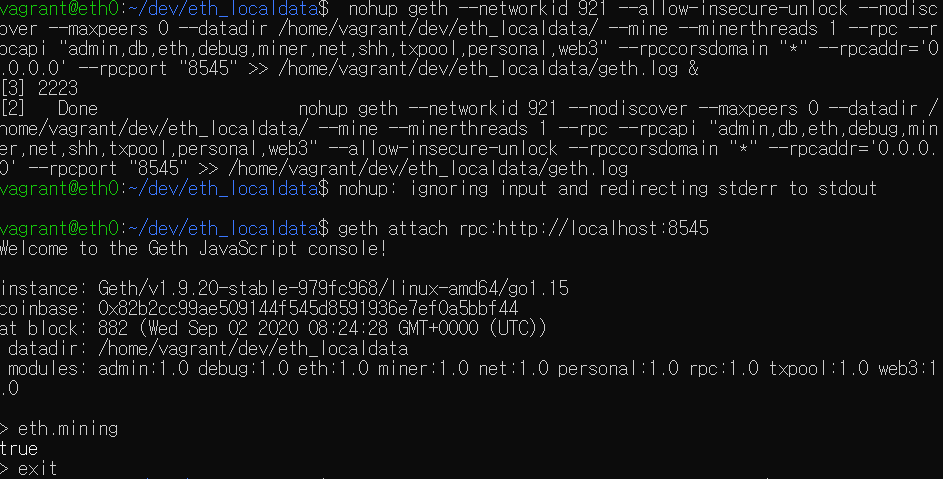 vagrant@eth0:~/dev/eth_localdata$  nohup geth --networkid 921 --allow-insecure-unlock --nodisc
over --maxpeers 0 --datadir /home/vagrant/dev/eth_localdata/ --mine --minerthreads 1 --rpc --r
pcapi "admin,db,eth,debug,miner,net,shh,txpool,personal,web3" --rpccorsdomain "*" --rpcaddr='0
.0.0.0' --rpcport "8545" >> /home/vagrant/dev/eth_localdata/geth.log &
[3] 2223
[2]   Done                    nohup geth --networkid 921 --nodiscover --maxpeers 0 --datadir /
home/vagrant/dev/eth_localdata/ --mine --minerthreads 1 --rpc --rpcapi "admin,db,eth,debug,min
er,net,shh,txpool,personal,web3" --allow-insecure-unlock --rpccorsdomain "*" --rpcaddr='0.0.0.
0' --rpcport "8545" >> /home/vagrant/dev/eth_localdata/geth.log
vagrant@eth0:~/dev/eth_localdata$ nohup: ignoring input and redirecting stderr to stdout
vagrant@eth0:~/dev/eth_localdata$ geth attach rpc:http://localhost:8545
Welcome to the Geth JavaScript console!
instance: Geth/v1.9.20-stable-979fc968/linux-amd64/go1.15
coinbase: 0x82b2cc99ae509144f545d8591936e7ef0a5bbf44
at block: 882 (Wed Sep 02 2020 08:24:28 GMT+0000 (UTC))
 datadir: /home/vagrant/dev/eth_localdata
 modules: admin:1.0 debug:1.0 eth:1.0 miner:1.0 net:1.0 personal:1.0 rpc:1.0 txpool:1.0 web3:1
.0
> eth.mining
true
> exit